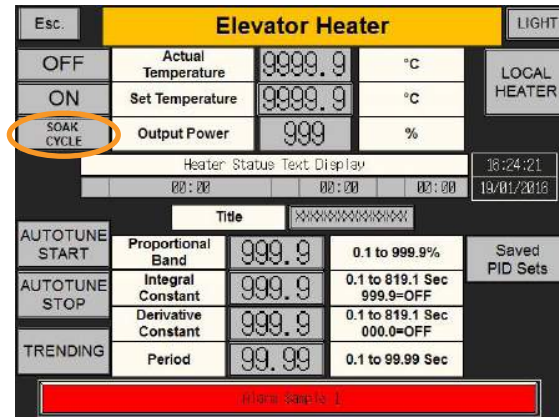 Esc. Elevator Heater LIGHT
OFF Actual Temperature 9999.9 °C LOCAL HEATER
ON Set Temperature 9999.9 °C
SOAK CYCLE Output Power 999 %
Heater Status Text Display 16:24:21
00:00 00:00 00:00 19/01/2016
Title XXXXXXXXXXXXXXXX
AUTOTUNE START Proportional Band 999.9 0.1 to 999.9% Saved PID Sets
AUTOTUNE STOP Integral Constant 999.9 0.1 to 819.1 Sec 999.9=OFF
Derivative Constant 999.9 0.1 to 819.1 Sec 000.0=OFF
TRENDING Period 99.99 0.1 to 99.99 Sec
Alarm Sample 1